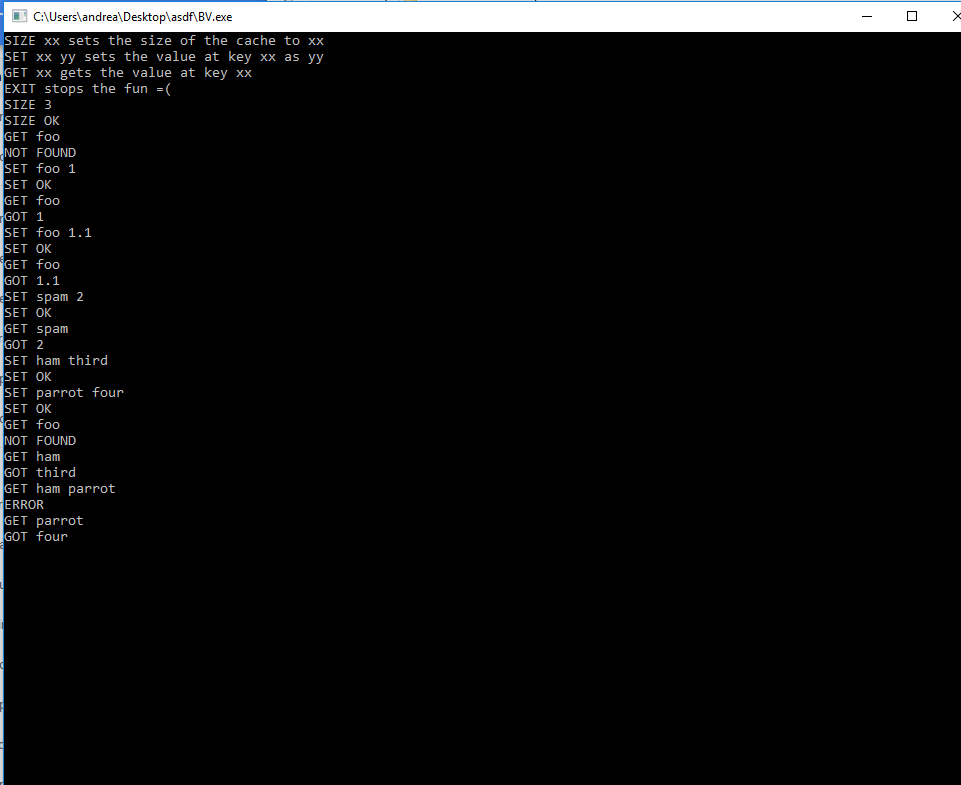 C:\Users\andrea\Desktop\asdf\BV.exe
SIZE xx sets the size of the cache to xx
SET xx yy sets the value at key xx as yy
GET xx gets the value at key xx
EXIT stops the fun =(
SIZE 3
SIZE OK
GET foo
NOT FOUND
SET foo 1
SET OK
GET foo
GOT 1
SET foo 1.1
SET OK
GET foo
GOT 1.1
SET spam 2
SET OK
GET spam
GOT 2
SET ham third
SET OK
SET parrot four
SET OK
GET foo
NOT FOUND
GET ham
GOT third
GET ham parrot
ERROR
GET parrot
GOT four